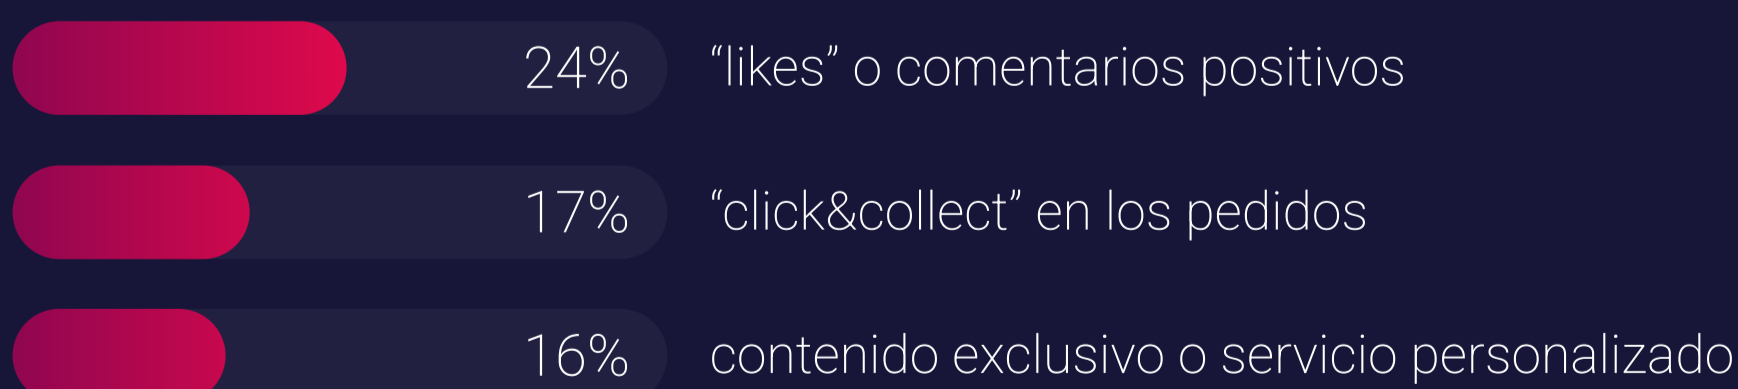 24% “likes” o comentarios positivos
17% “click&collect” en los pedidos
16% contenido exclusivo o servicio personalizado